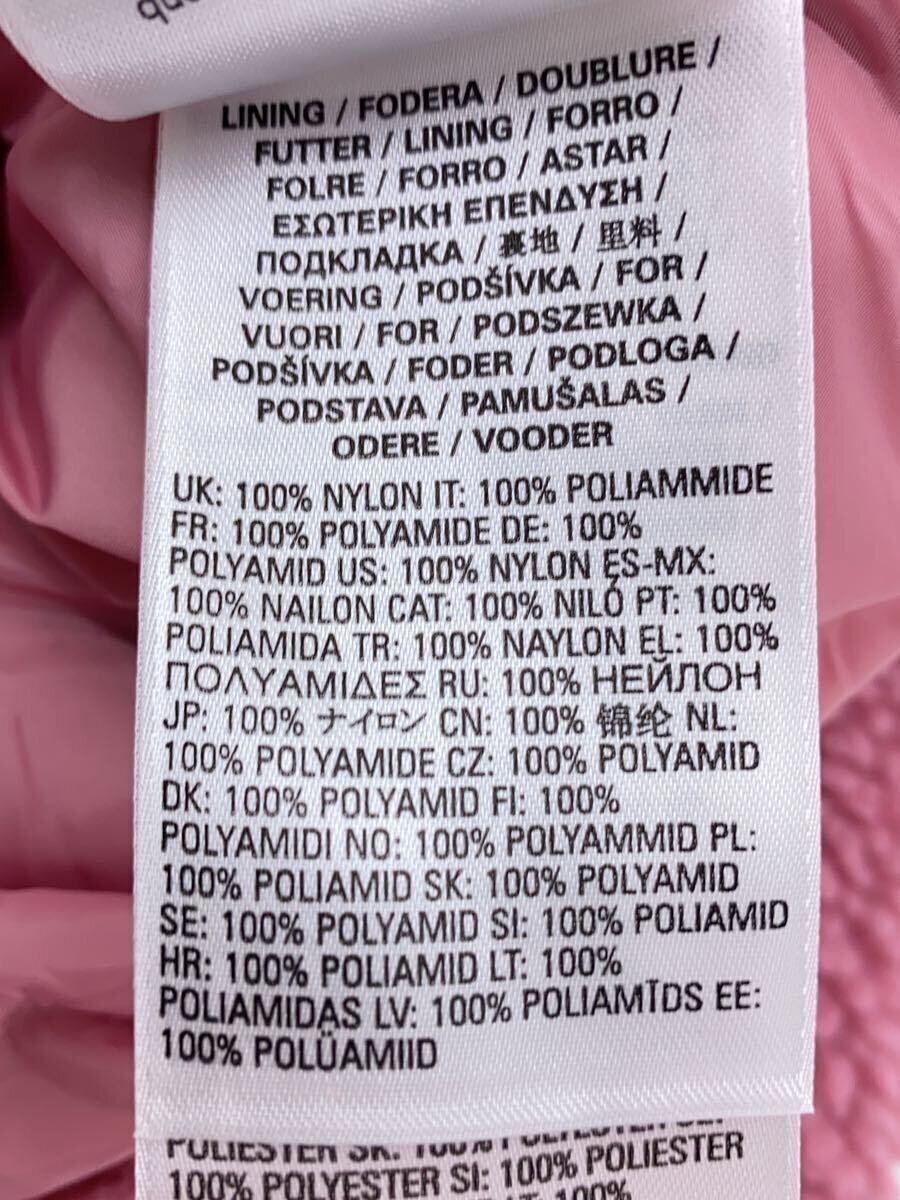 LINING / FODERA / DOUBLURE /
FUTTER / LINING / FORRO /
FOLRE / FORRO / ASTAR /
ΕΣΩΤΕΡΙΚΗ ΕΠΕΝΔΥΣΗ /
ПОДКЛАДКА / 裏地 / 里料 /
VOERING / PODŠÍVKA / FOR /
VUORI / FOR / PODSZEWKA /
PODŠÍVKA / FODER / PODLOGA /
PODSTAVA / PAMUŠALAS /
ODERE / VOODER
UK: 100% NYLON IT: 100% POLIAMMIDE
FR: 100% POLYAMIDE DE: 100%
POLYAMID US: 100% NYLON ES-MX:
100% NAILON CAT: 100% NILÓ PT: 100%
POLIAMIDA TR: 100% NAYLON EL: 100%
ΠΟΛΥΑΜΙΔΕΣ RU: 100% НЕЙЛОН
JP: 100% ナイロン CN: 100% 锦纶 NL:
100% POLYAMIDE CZ: 100% POLYAMID
DK: 100% POLYAMID FI: 100%
POLYAMIDI NO: 100% POLYAMMID PL:
100% POLIAMID SK: 100% POLYAMID
SE: 100% POLYAMID SI: 100% POLIAMID
HR: 100% POLIAMID LT: 100%
POLIAMIDAS LV: 100% POLIAMĪDS EE:
100% POLÜAMIID
POLIESTER SK: 100% POLYESTER SE:
100% POLYESTER SI: 100% POLIESTER
100%